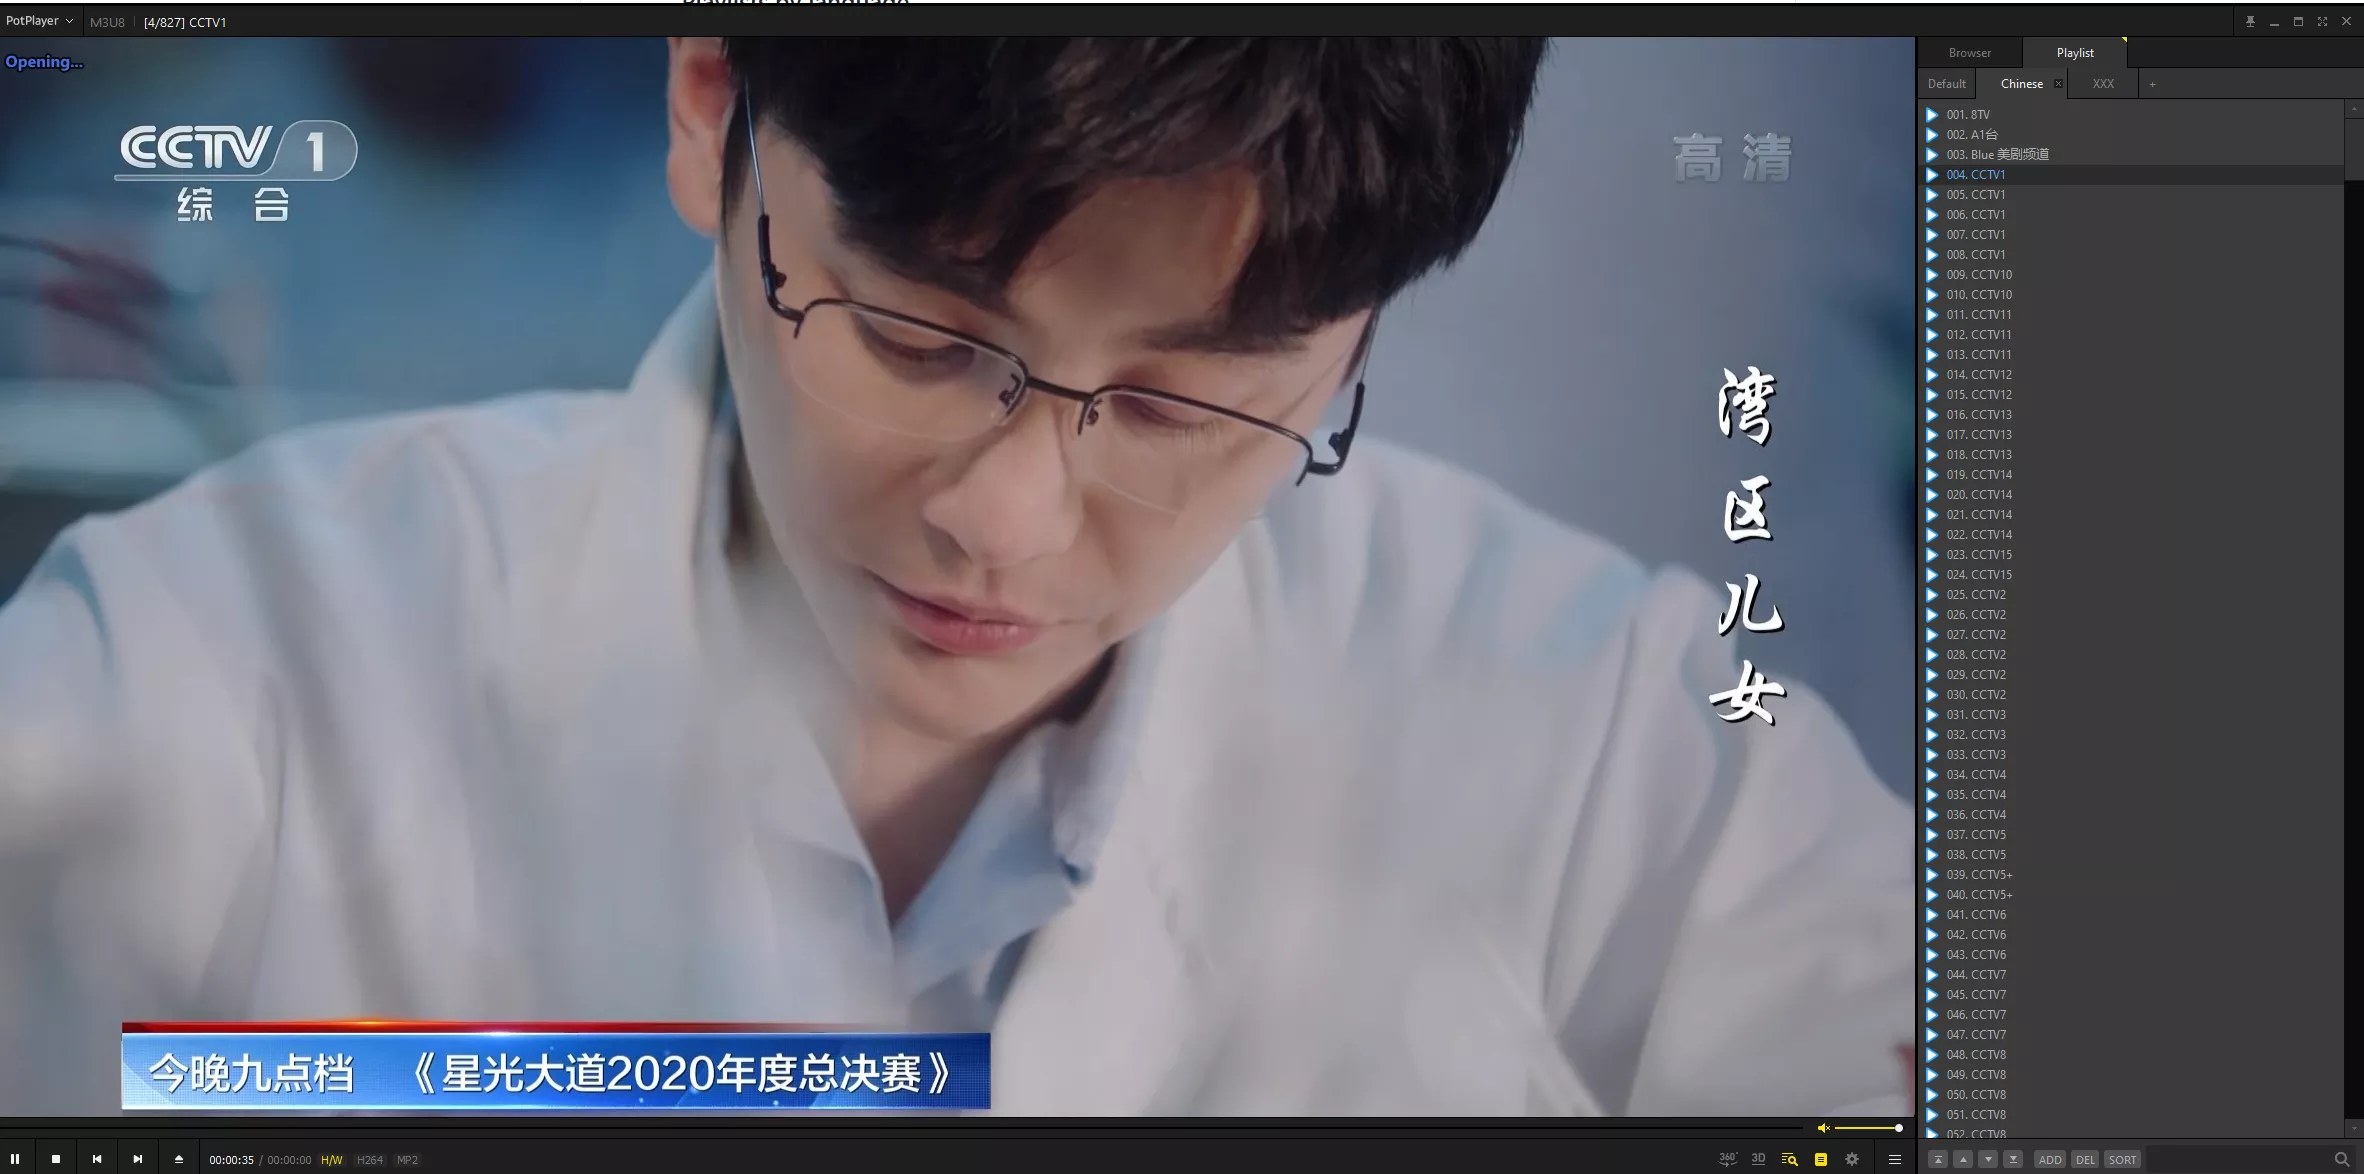 PotPlayer
M3U8
[4/827] CCTV1
Opening...
CCTV 1
综合
高清
湾区儿女
今晚九点档 《星光大道2020年度总决赛》
00:00:35 / 00:00:00 H/W H264 MP2
360°
3D
Browser
Playlist
Default
Chinese
XXX
+
001. 8TV
002. A1台
003. Blue 美剧频道
004. CCTV1
005. CCTV1
006. CCTV1
007. CCTV1
008. CCTV1
009. CCTV10
010. CCTV10
011. CCTV11
012. CCTV11
013. CCTV11
014. CCTV12
015. CCTV12
016. CCTV13
017. CCTV13
018. CCTV13
019. CCTV14
020. CCTV14
021. CCTV14
022. CCTV14
023. CCTV15
024. CCTV15
025. CCTV2
026. CCTV2
027. CCTV2
028. CCTV2
029. CCTV2
030. CCTV2
031. CCTV3
032. CCTV3
033. CCTV3
034. CCTV4
035. CCTV4
036. CCTV4
037. CCTV5
038. CCTV5
039. CCTV5+
040. CCTV5+
041. CCTV6
042. CCTV6
043. CCTV6
044. CCTV7
045. CCTV7
046. CCTV7
047. CCTV7
048. CCTV8
049. CCTV8
050. CCTV8
051. CCTV8
052. CCTV8
ADD
DEL
SORT